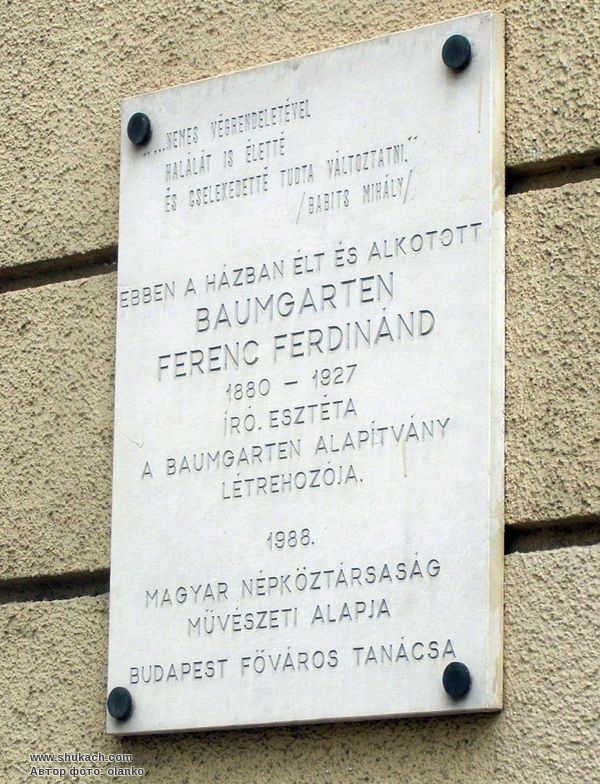 „...NEMES VÉGRENDELETÉVEL
HALÁLÁT IS ÉLETTÉ
ÉS CSELEKEDETTÉ TUDTA VÁLTOZTATNI."
/BABITS MIHÁLY/
EBBEN A HÁZBAN ÉLT ÉS ALKOTOTT
BAUMGARTEN
FERENC FERDINÁND
1880 – 1927
ÍRÓ, ESZTÉTA
A BAUMGARTEN ALAPÍTVÁNY
LÉTREHOZÓJA.
1988.
MAGYAR NÉPKÖZTÁRSASÁG
MŰVÉSZETI ALAPJA
BUDAPEST FŐVÁROS TANÁCSA
www.shukach.com
Автор фото: olanko